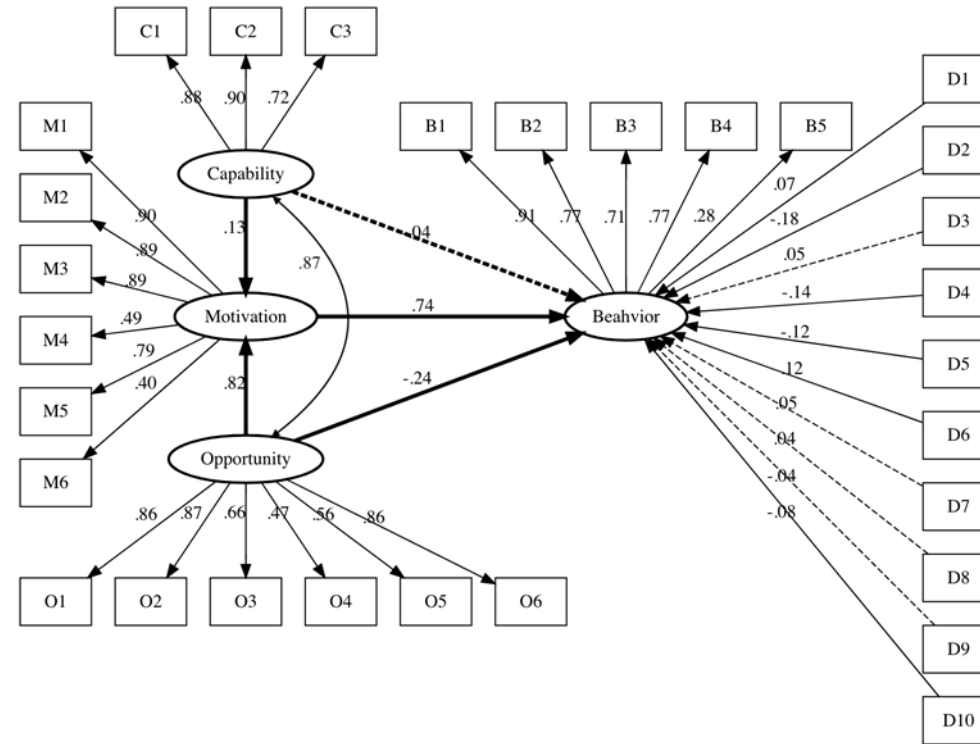 C1
C2
C3
.88
.90
.72
M1
M2
M3
M4
M5
M6
.90
.89
.89
.49
.79
.40
Capability
.13
.04
.87
Motivation
.74
.82
-.24
Opportunity
.86
.87
.66
.47
.56
.86
O1
O2
O3
O4
O5
O6
B1
B2
B3
B4
B5
.91
.77
.71
.77
.28
Beahvior
.07
-.18
.05
-.14
-.12
.12
.05
.04
-.04
-.08
D1
D2
D3
D4
D5
D6
D7
D8
D9
D10